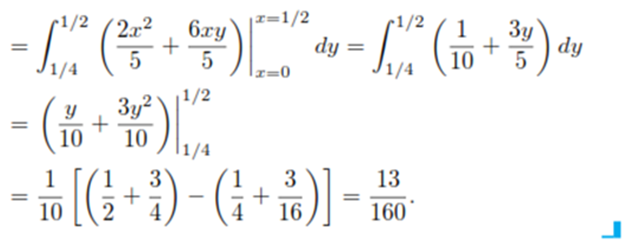 = ∫_{1/4}^{1/2} (2x²/5 + 6xy/5) |_{x=0}^{x=1/2} dy = ∫_{1/4}^{1/2} (1/10 + 3y/5) dy
= (y/10 + 3y²/10) |_{1/4}^{1/2}
= 1/10 [(1/2 + 3/4) − (1/4 + 3/16)] = 13/160.